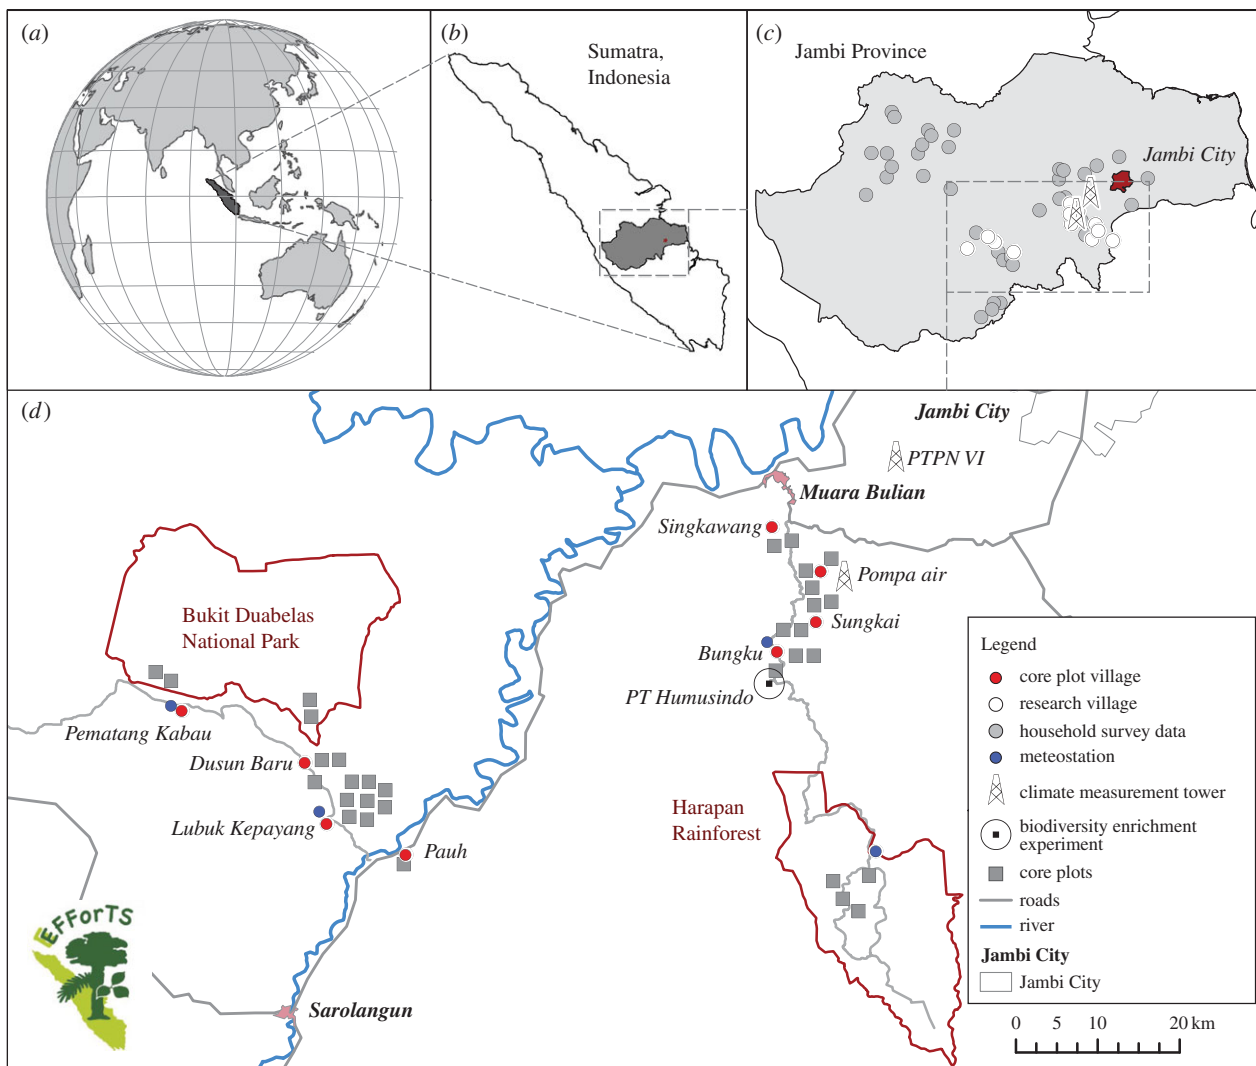 (a)
(b)
Sumatra,
Indonesia
(c)
Jambi Province
Jambi City
(d)
Jambi City
PTPN VI
Muara Bulian
Singkawang
Pompa air
Sungkai
Bungku
PT Humusindo
Bukit Duabelas
National Park
Pematang Kabau
Dusun Baru
Lubuk Kepayang
Pauh
Harapan
Rainforest
Sarolangun
EFForTS
Legend
core plot village
research village
household survey data
meteostation
climate measurement tower
biodiversity enrichment
experiment
core plots
roads
river
Jambi City
Jambi City
0 5 10 20 km